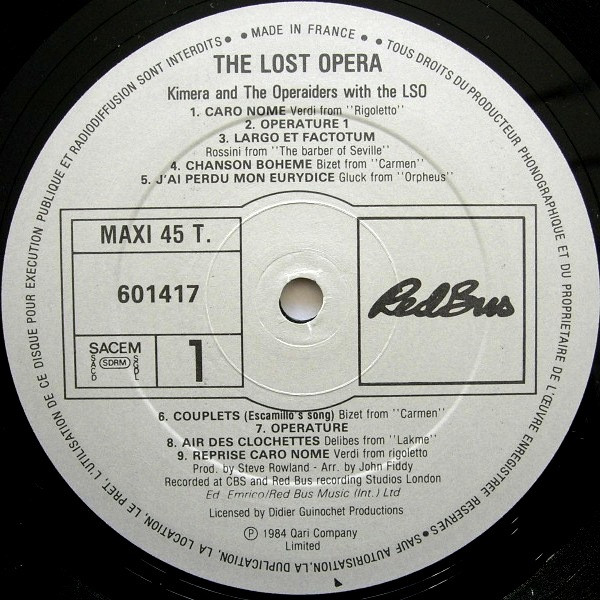 • MADE IN FRANCE •
• TOUS DROITS DU PRODUCTEUR PHONOGRAPHIQUE ET DU PROPRIETAIRE DE L'ŒUVRE ENREGISTREE RESERVES • SAUF AUTORISATION, LA DUPLICATION, LA LOCATION, LE PRET, L'UTILISATION DE CE DISQUE POUR EXECUTION PUBLIQUE ET RADIODIFFUSION SONT INTERDITS •
THE LOST OPERA
Kimera and The Operaiders with the LSO
1. CARO NOME Verdi from "Rigoletto"
2. OPERATURE 1
3. LARGO ET FACTOTUM
Rossini from "The barber of Seville"
4. CHANSON BOHEME Bizet from "Carmen"
5. J'AI PERDU MON EURYDICE Gluck from "Orpheus"
MAXI 45 T.
601417
SACEM
SACD SDRM SGDL
1
RedBus
6. COUPLETS (Escamillo's song) Bizet from "Carmen"
7. OPERATURE
8. AIR DES CLOCHETTES Delibes from "Lakme"
9. REPRISE CARO NOME Verdi from rigoletto
Prod. by Steve Rowland - Arr. by John Fiddy
Recorded at CBS and Red Bus recording Studios London
Ed. Emrico/Red Bus Music (Int.) Ltd
Licensed by Didier Guinochet Productions
℗ 1984 Qari Company
Limited